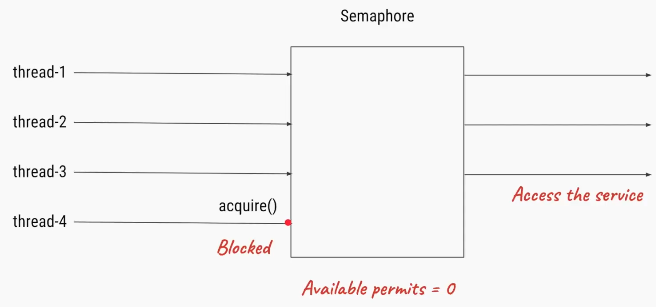 Semaphore
thread-1
thread-2
thread-3
Access the service
acquire()
thread-4
Blocked
Available permits = 0